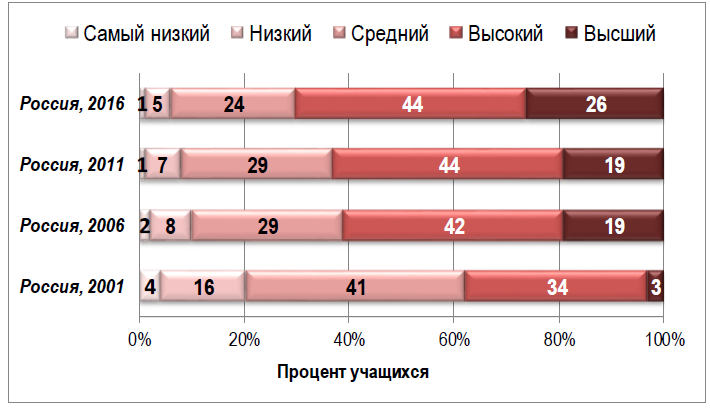 Самый низкий Низкий Средний Высокий Высший
Россия, 2016 1 5 24 44 26
Россия, 2011 1 7 29 44 19
Россия, 2006 2 8 29 42 19
Россия, 2001 4 16 41 34 3
0% 20% 40% 60% 80% 100%
Процент учащихся